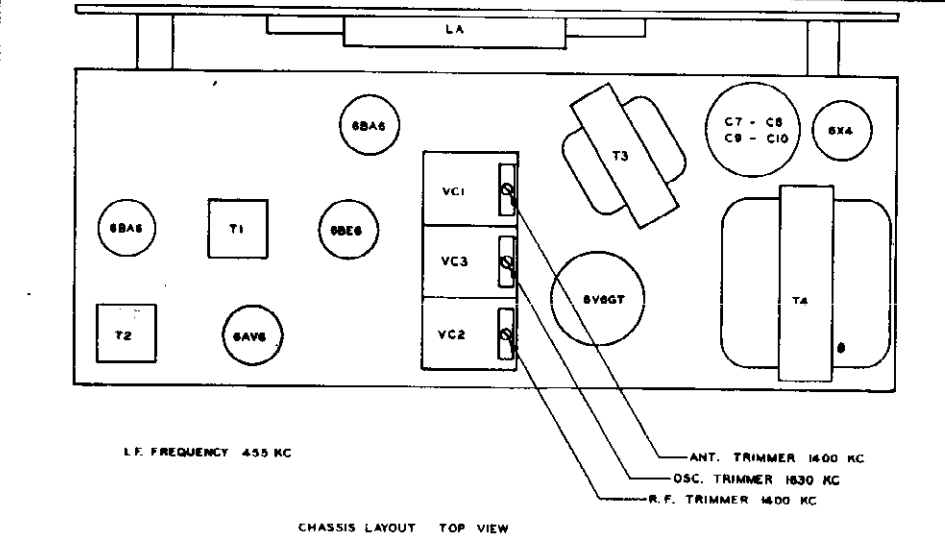 LA
6BA6
C7 - C8
C9 - C10
6X4
T3
VC1
6BA6
T1
6BE6
VC3
6V6GT
T4
T2
6AV6
VC2
8
I.F. FREQUENCY 455 KC
ANT. TRIMMER 1400 KC
OSC. TRIMMER 1630 KC
R.F. TRIMMER 1400 KC
CHASSIS LAYOUT TOP VIEW